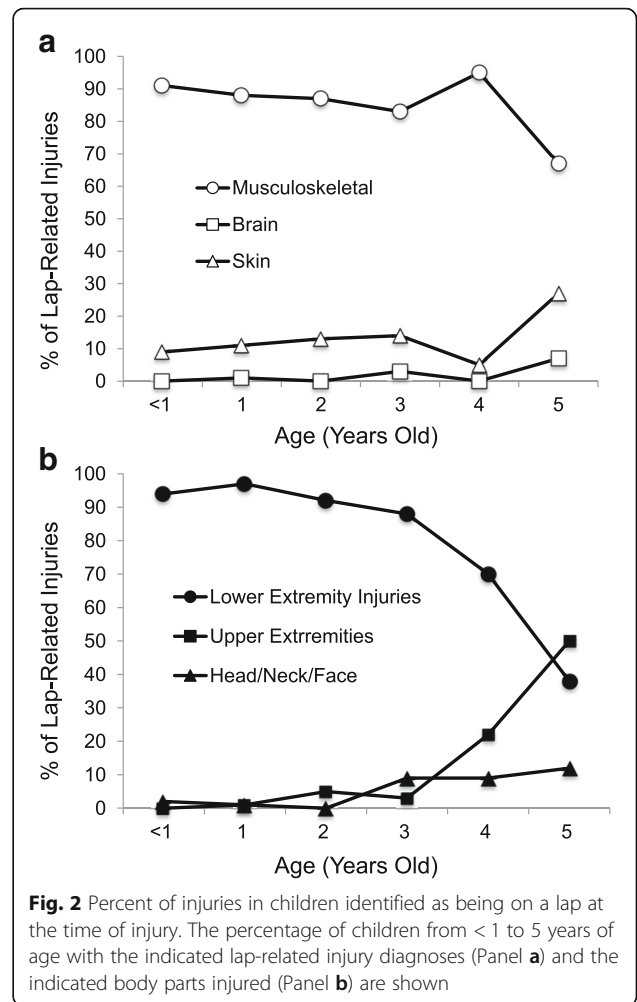 a
100
90
80
70
60
50
40
30
20
10
0
% of Lap-Related Injuries
Musculoskeletal
Brain
Skin
<1 1 2 3 4 5
Age (Years Old)
b
100
90
80
70
60
50
40
30
20
10
0
% of Lap-Related Injuries
Lower Extremity Injuries
Upper Extrremities
Head/Neck/Face
<1 1 2 3 4 5
Age (Years Old)
Fig. 2 Percent of injuries in children identified as being on a lap at
the time of injury. The percentage of children from < 1 to 5 years of
age with the indicated lap-related injury diagnoses (Panel a) and the
indicated body parts injured (Panel b) are shown